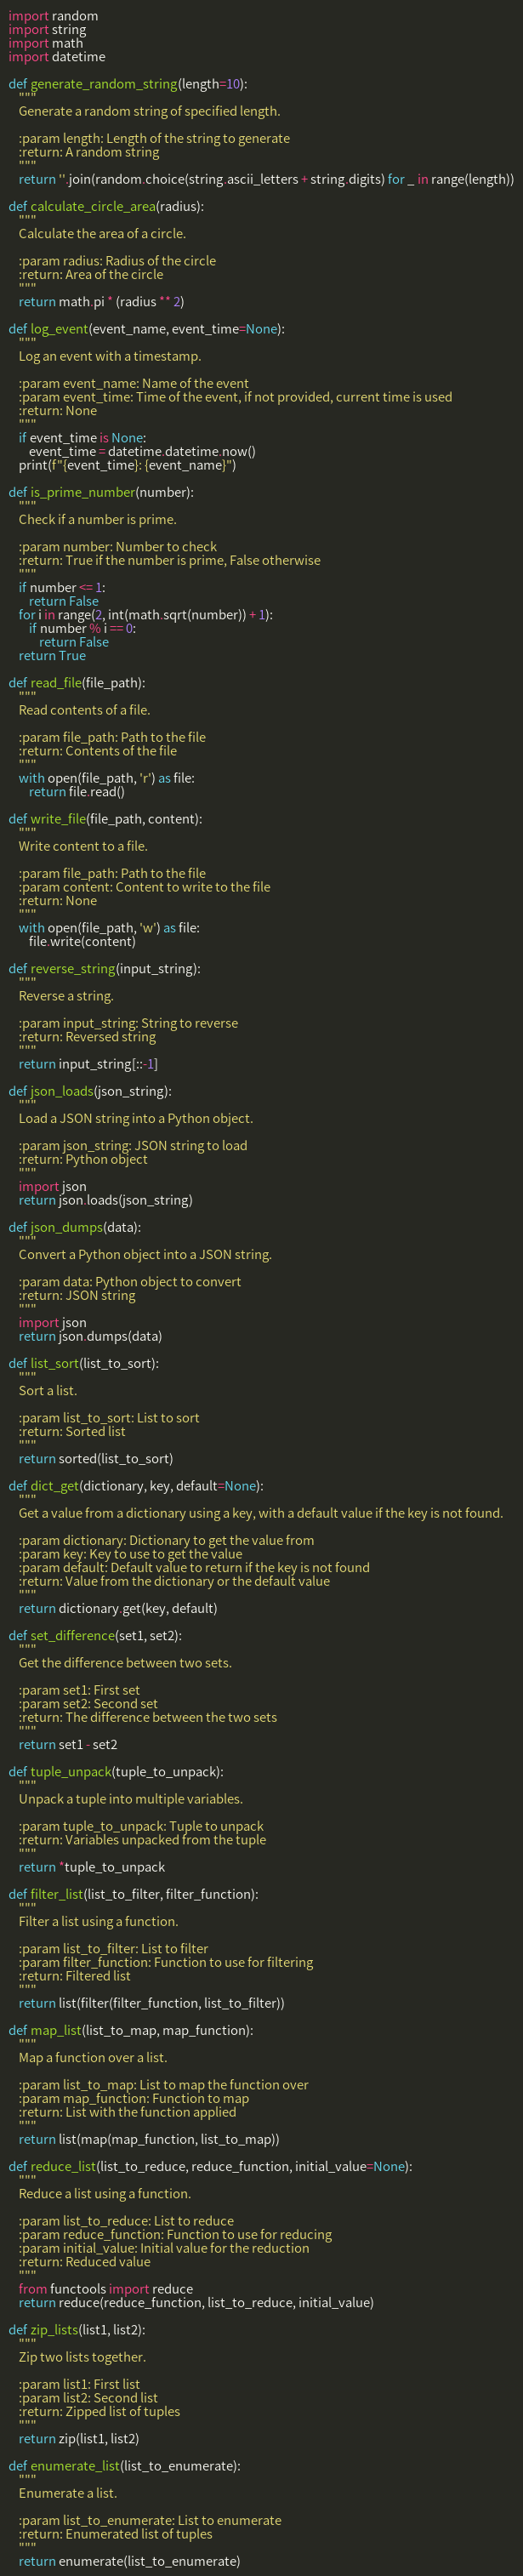 import random
import string
import math
import datetime

def generate_random_string(length=10):
    """
    Generate a random string of specified length.

    :param length: Length of the string to generate
    :return: A random string
    """
    return ''.join(random.choice(string.ascii_letters + string.digits) for _ in range(length))

def calculate_circle_area(radius):
    """
    Calculate the area of a circle.

    :param radius: Radius of the circle
    :return: Area of the circle
    """
    return math.pi * (radius ** 2)

def log_event(event_name, event_time=None):
    """
    Log an event with a timestamp.

    :param event_name: Name of the event
    :param event_time: Time of the event, if not provided, current time is used
    :return: None
    """
    if event_time is None:
        event_time = datetime.datetime.now()
    print(f"{event_time}: {event_name}")

def is_prime_number(number):
    """
    Check if a number is prime.

    :param number: Number to check
    :return: True if the number is prime, False otherwise
    """
    if number <= 1:
        return False
    for i in range(2, int(math.sqrt(number)) + 1):
        if number % i == 0:
            return False
    return True

def read_file(file_path):
    """
    Read contents of a file.

    :param file_path: Path to the file
    :return: Contents of the file
    """
    with open(file_path, 'r') as file:
        return file.read()

def write_file(file_path, content):
    """
    Write content to a file.

    :param file_path: Path to the file
    :param content: Content to write to the file
    :return: None
    """
    with open(file_path, 'w') as file:
        file.write(content)

def reverse_string(input_string):
    """
    Reverse a string.

    :param input_string: String to reverse
    :return: Reversed string
    """
    return input_string[::-1]

def json_loads(json_string):
    """
    Load a JSON string into a Python object.

    :param json_string: JSON string to load
    :return: Python object
    """
    import json
    return json.loads(json_string)

def json_dumps(data):
    """
    Convert a Python object into a JSON string.

    :param data: Python object to convert
    :return: JSON string
    """
    import json
    return json.dumps(data)

def list_sort(list_to_sort):
    """
    Sort a list.

    :param list_to_sort: List to sort
    :return: Sorted list
    """
    return sorted(list_to_sort)

def dict_get(dictionary, key, default=None):
    """
    Get a value from a dictionary using a key, with a default value if the key is not found.

    :param dictionary: Dictionary to get the value from
    :param key: Key to use to get the value
    :param default: Default value to return if the key is not found
    :return: Value from the dictionary or the default value
    """
    return dictionary.get(key, default)

def set_difference(set1, set2):
    """
    Get the difference between two sets.

    :param set1: First set
    :param set2: Second set
    :return: The difference between the two sets
    """
    return set1 - set2

def tuple_unpack(tuple_to_unpack):
    """
    Unpack a tuple into multiple variables.

    :param tuple_to_unpack: Tuple to unpack
    :return: Variables unpacked from the tuple
    """
    return *tuple_to_unpack

def filter_list(list_to_filter, filter_function):
    """
    Filter a list using a function.

    :param list_to_filter: List to filter
    :param filter_function: Function to use for filtering
    :return: Filtered list
    """
    return list(filter(filter_function, list_to_filter))

def map_list(list_to_map, map_function):
    """
    Map a function over a list.

    :param list_to_map: List to map the function over
    :param map_function: Function to map
    :return: List with the function applied
    """
    return list(map(map_function, list_to_map))

def reduce_list(list_to_reduce, reduce_function, initial_value=None):
    """
    Reduce a list using a function.

    :param list_to_reduce: List to reduce
    :param reduce_function: Function to use for reducing
    :param initial_value: Initial value for the reduction
    :return: Reduced value
    """
    from functools import reduce
    return reduce(reduce_function, list_to_reduce, initial_value)

def zip_lists(list1, list2):
    """
    Zip two lists together.

    :param list1: First list
    :param list2: Second list
    :return: Zipped list of tuples
    """
    return zip(list1, list2)

def enumerate_list(list_to_enumerate):
    """
    Enumerate a list.

    :param list_to_enumerate: List to enumerate
    :return: Enumerated list of tuples
    """
    return enumerate(list_to_enumerate)